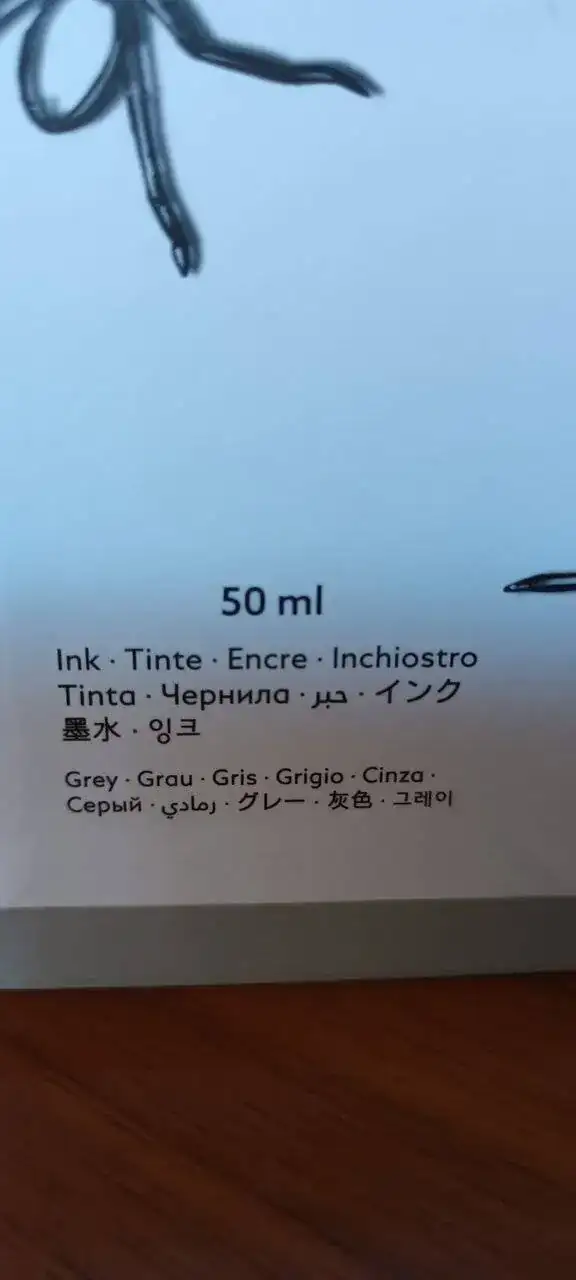 50 ml
Ink · Tinte · Encre · Inchiostro
Tinta · Чернила · حبر · インク
墨水 · 잉크
Grey · Grau · Gris · Grigio · Cinza ·
Серый · رمادي · グレー · 灰色 · 그레이